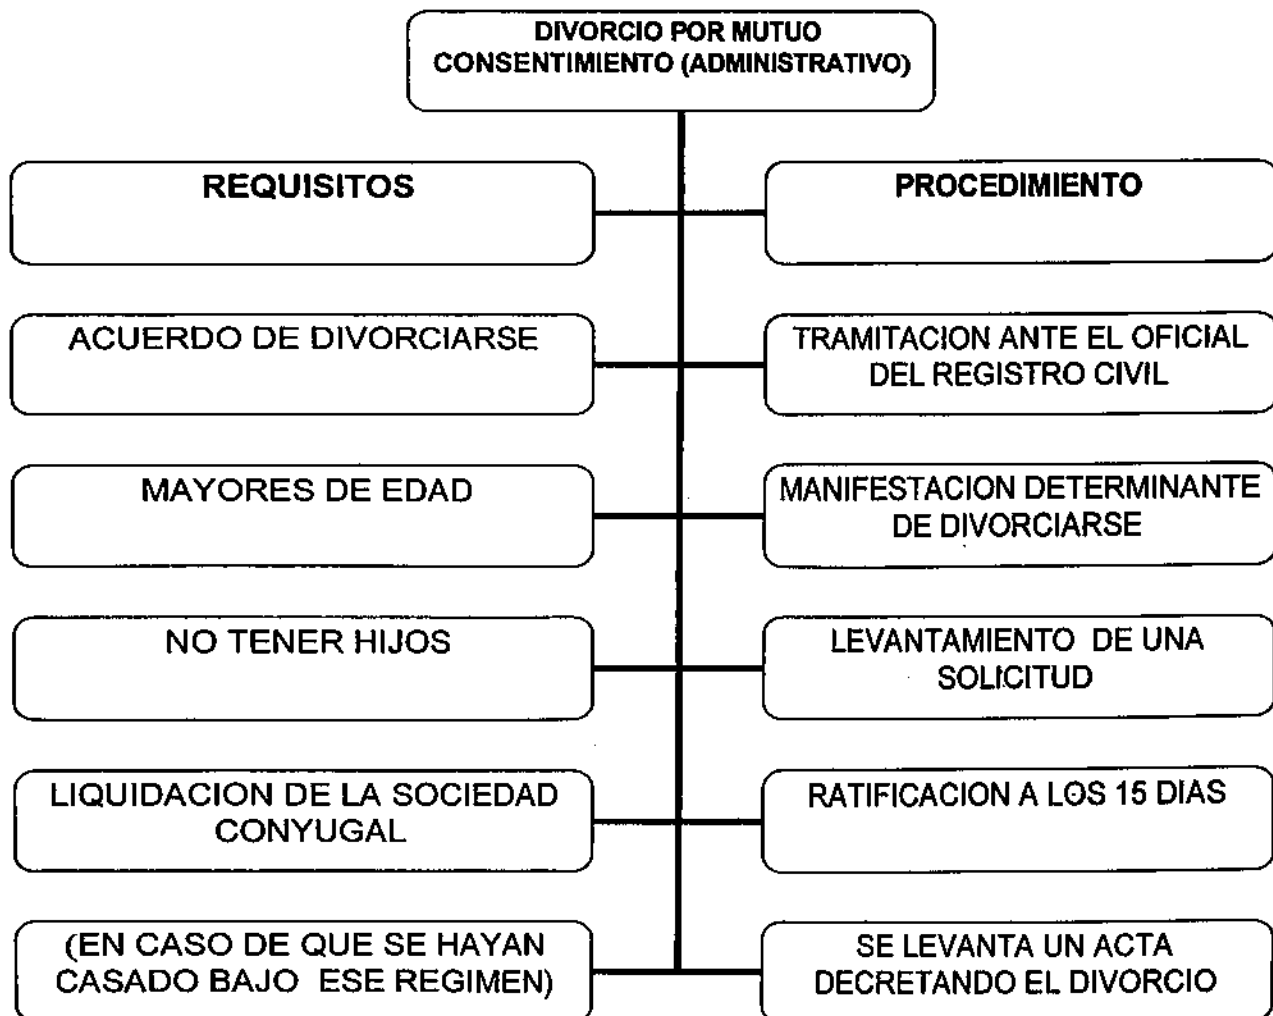 DIVORCIO POR MUTUO
CONSENTIMIENTO (ADMINISTRATIVO)
REQUISITOS
PROCEDIMIENTO
ACUERDO DE DIVORCIARSE
TRAMITACION ANTE EL OFICIAL
DEL REGISTRO CIVIL
MAYORES DE EDAD
MANIFESTACION DETERMINANTE
DE DIVORCIARSE
NO TENER HIJOS
LEVANTAMIENTO DE UNA
SOLICITUD
LIQUIDACION DE LA SOCIEDAD
CONYUGAL
RATIFICACION A LOS 15 DIAS
(EN CASO DE QUE SE HAYAN
CASADO BAJO ESE REGIMEN)
SE LEVANTA UN ACTA
DECRETANDO EL DIVORCIO